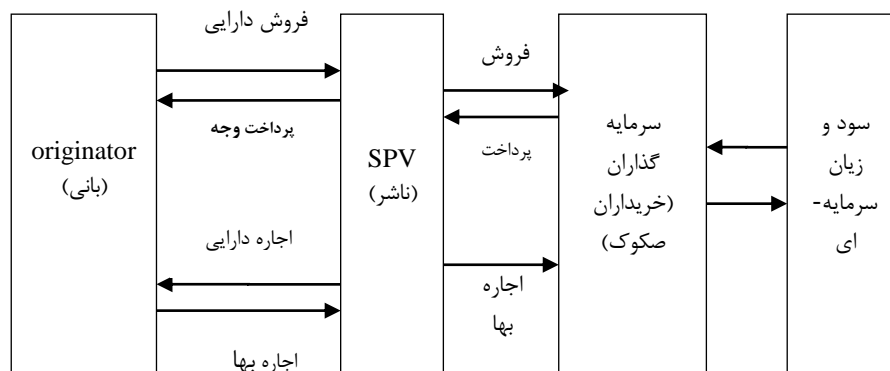 فروش دارایی
پرداخت وجه
originator
(بانی)
اجاره دارایی
اجاره بها
SPV
(ناشر)
فروش
پرداخت
اجاره
بها
سرمایه
گذاران
(خریداران
صکوک)
سود و
زیان
سرمایه-
ای